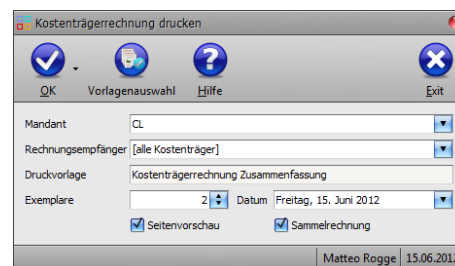 Kostenträgerrechnung drucken
OK Vorlagenauswahl Hilfe Exit
Mandant CL
Rechnungsempfänger [alle Kostenträger]
Druckvorlage Kostenträgerrechnung Zusammenfassung
Exemplare 2 Datum Freitag, 15. Juni 2012
Seitenvorschau Sammelrechnung
Matteo Rogge 15.06.2012